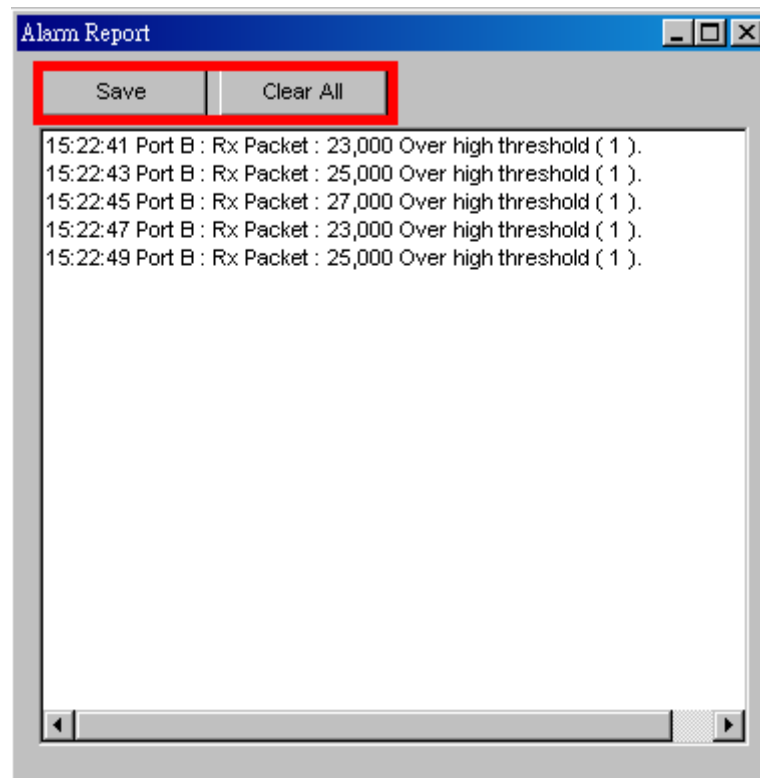 Alarm Report
Save Clear All
15:22:41 Port B : Rx Packet : 23,000 Over high threshold ( 1 ).
15:22:43 Port B : Rx Packet : 25,000 Over high threshold ( 1 ).
15:22:45 Port B : Rx Packet : 27,000 Over high threshold ( 1 ).
15:22:47 Port B : Rx Packet : 23,000 Over high threshold ( 1 ).
15:22:49 Port B : Rx Packet : 25,000 Over high threshold ( 1 ).